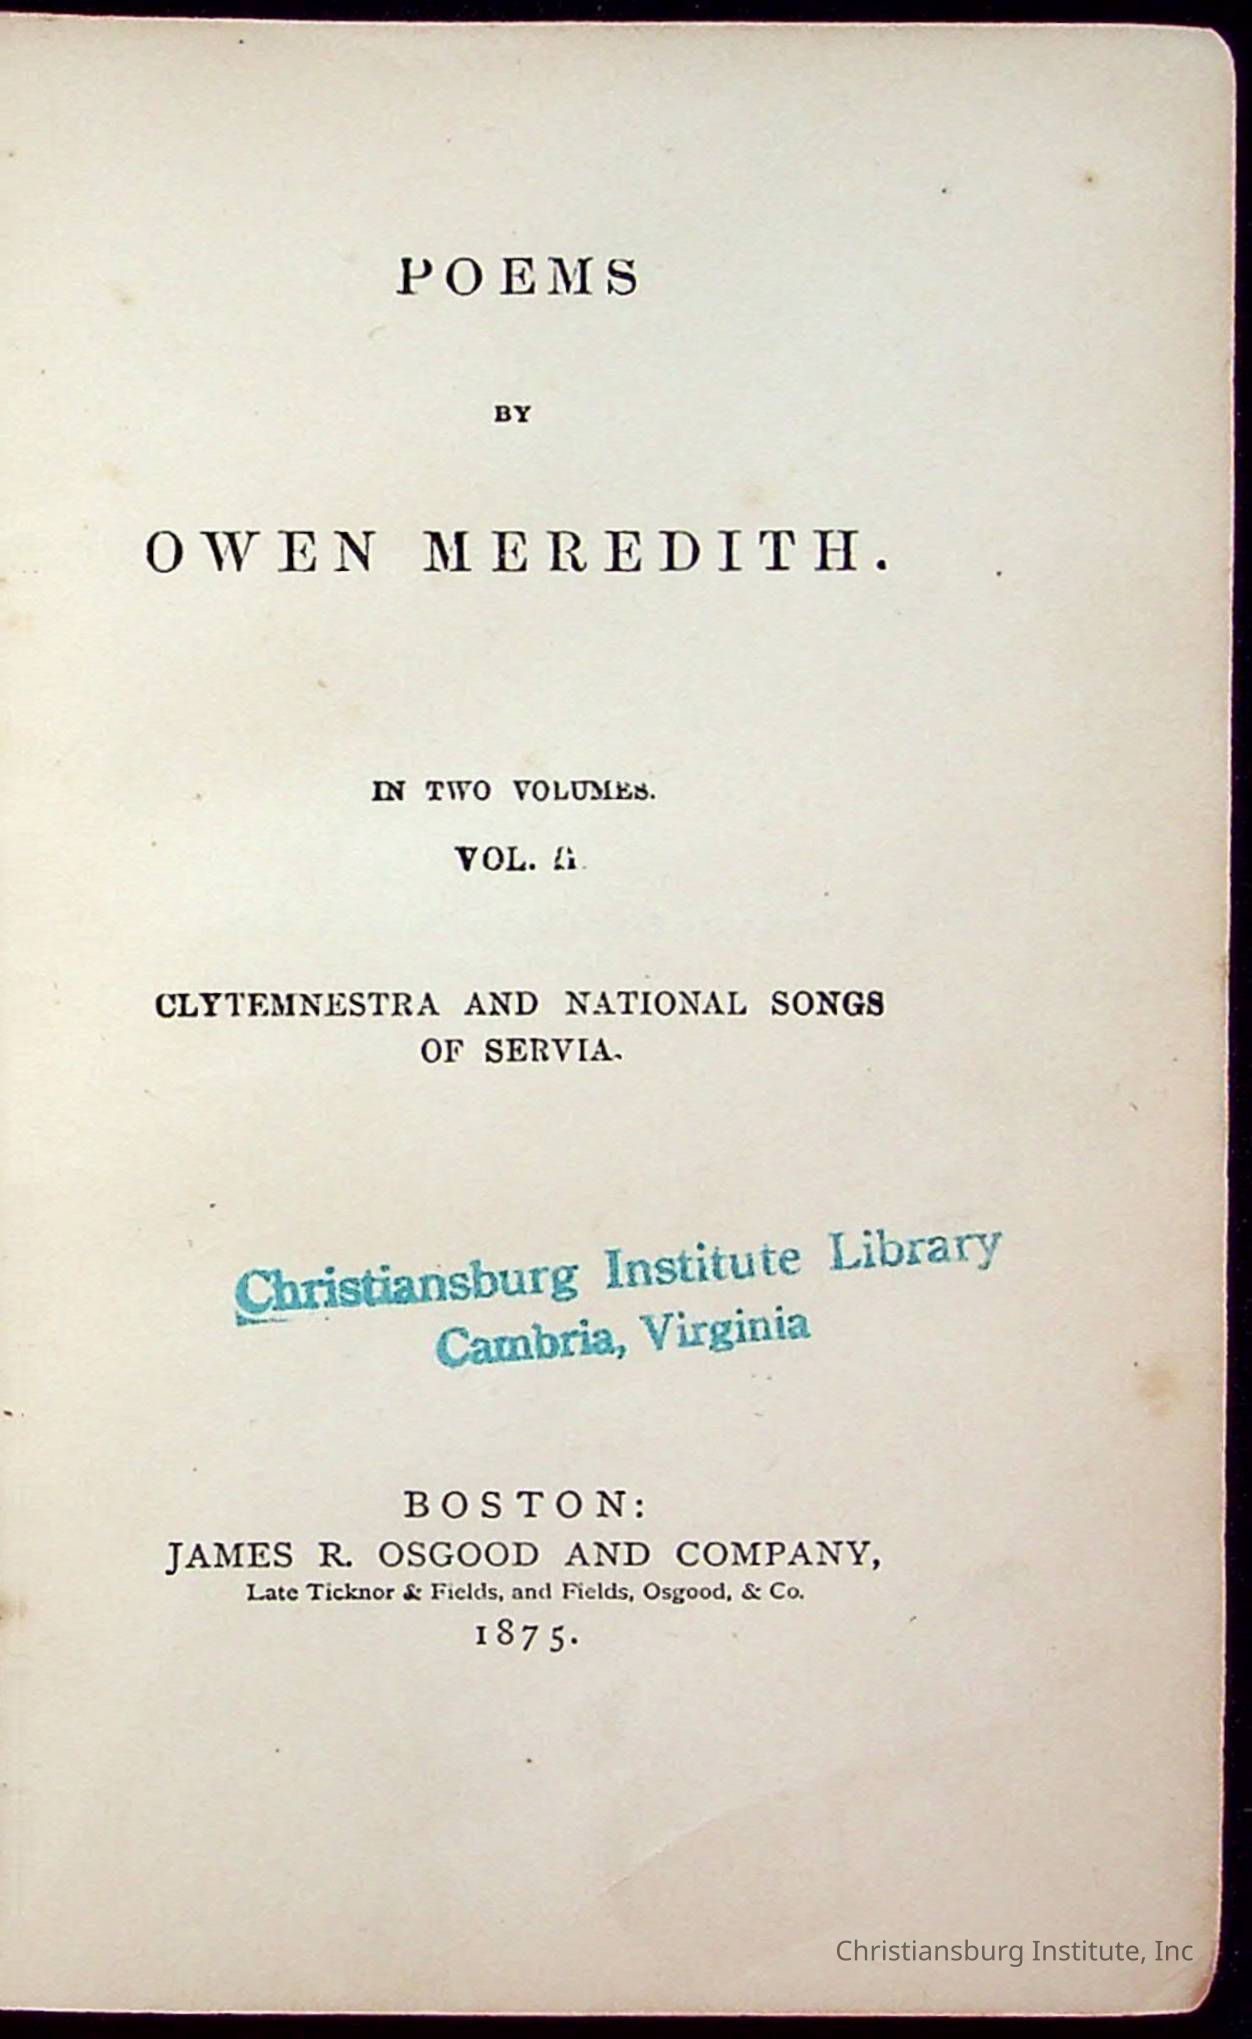 POEMS
BY
OWEN MEREDITH.
IN TWO VOLUMES.
VOL.
CLYTEMNESTRA AND NATIONAL SONGS
OF SERVIA.
Christiansburg Institute Library
Cambria, Virginia
BOSTON:
JAMES R. OSGOOD AND COMPANY,
Late Ticknor & Fields, and Fields, Osgood, & Co.
1875.
Christiansburg Institute, Inc